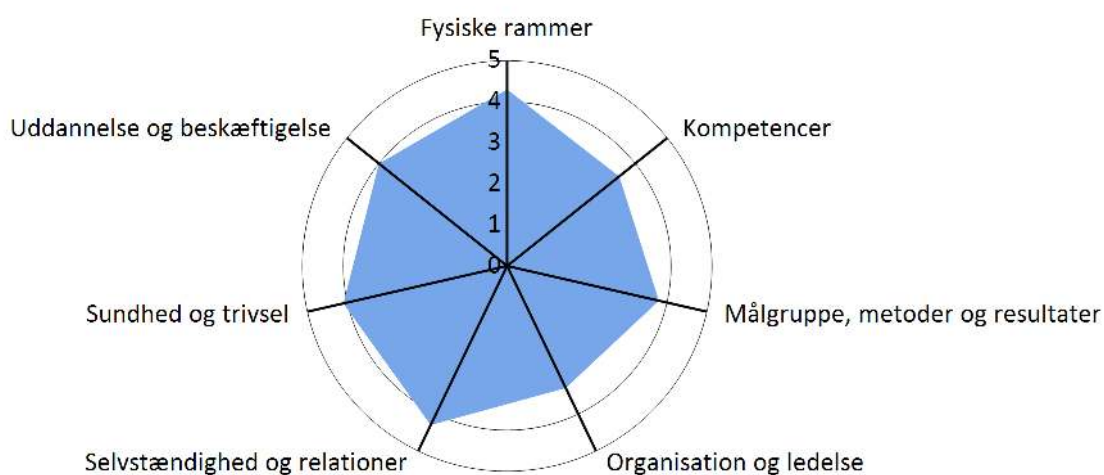 Fysiske rammer
5
4
3
2
1
0
Kompetencer
Målgruppe, metoder og resultater
Organisation og ledelse
Selvstændighed og relationer
Sundhed og trivsel
Uddannelse og beskæftigelse